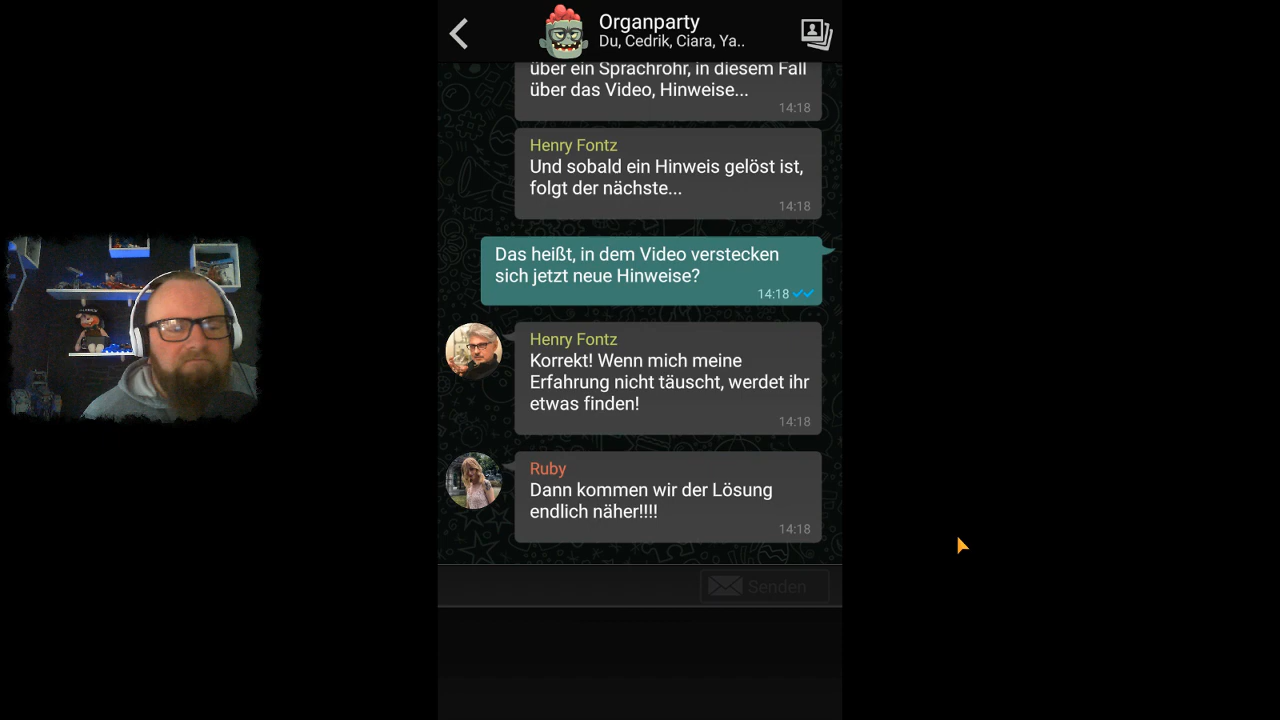 Organparty
Du, Cedrik, Ciara, Ya..
über ein Sprachrohr, in diesem Fall
über das Video, Hinweise...
14:18
Henry Fontz
Und sobald ein Hinweis gelöst ist,
folgt der nächste...
14:18
Das heißt, in dem Video verstecken
sich jetzt neue Hinweise?
14:18
Henry Fontz
Korrekt! Wenn mich meine
Erfahrung nicht täuscht, werdet ihr
etwas finden!
14:18
Ruby
Dann kommen wir der Lösung
endlich näher!!!!
14:18
Senden